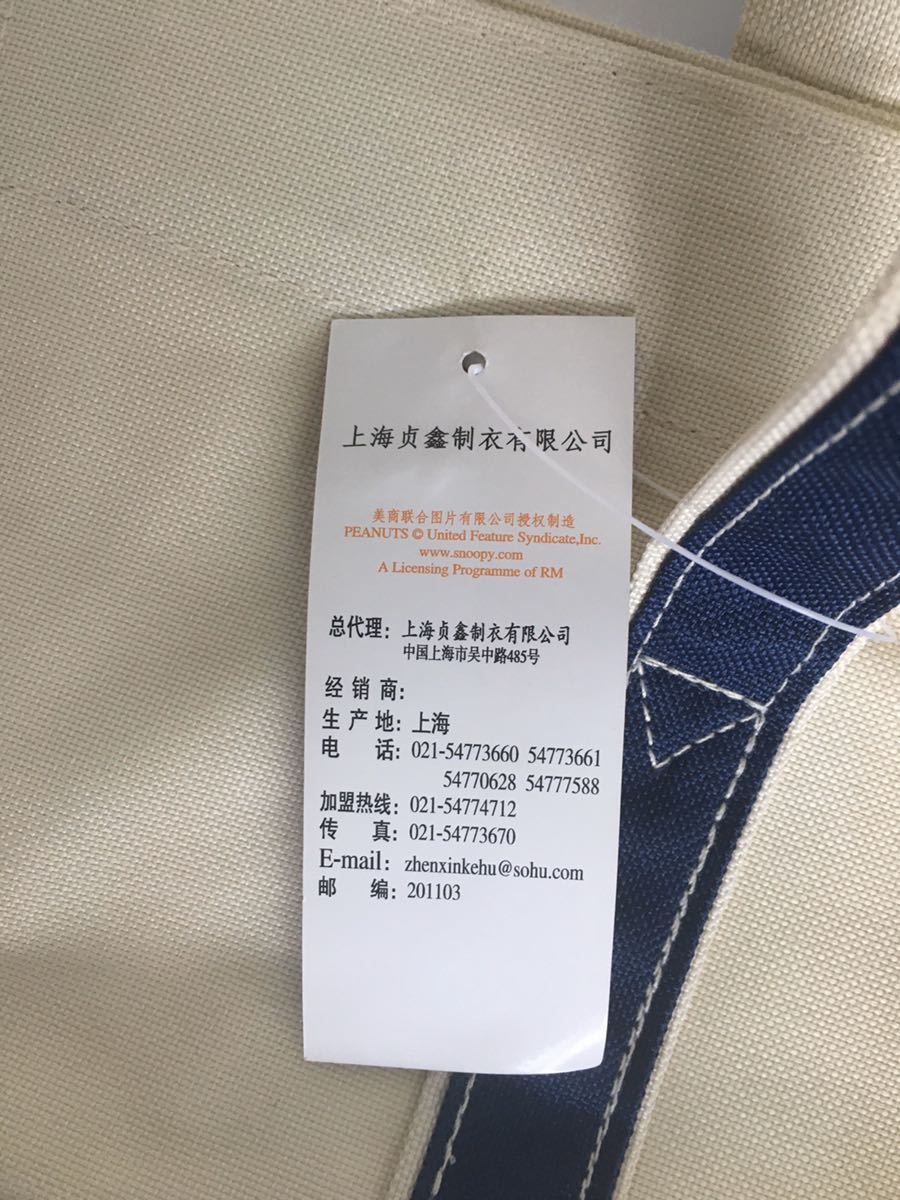 上海贞鑫制衣有限公司
美商联合图片有限公司授权制造
PEANUTS © United Feature Syndicate,Inc.
www.snoopy.com
A Licensing Programme of RM
总代理：上海贞鑫制衣有限公司
中国上海市吴中路485号
经销商：
生产地：上海
电 话：021-54773660 54773661
54770628 54777588
加盟热线：021-54774712
传 真：021-54773670
E-mail：zhenxinkehu@sohu.com
邮 编：201103